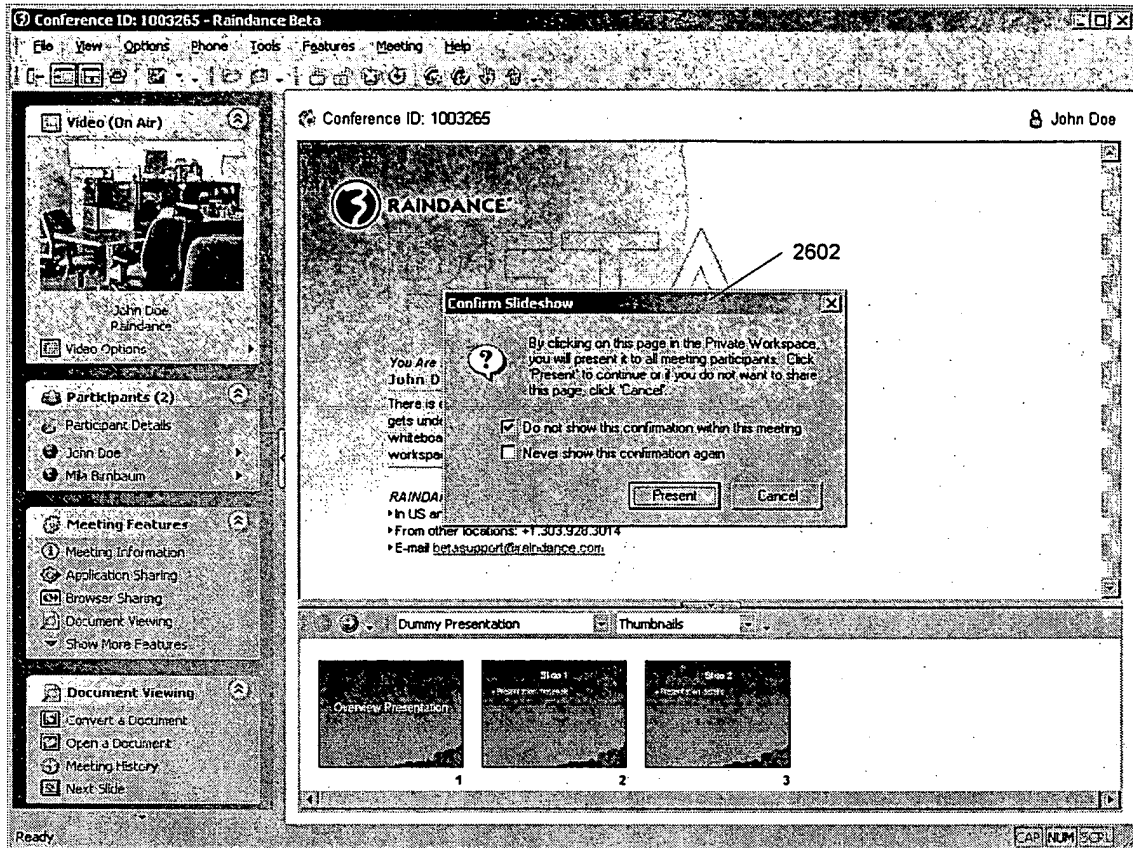 Conference ID: 1003265 - Raindance Beta
File View Options Phone Tools Features Meeting Help
Video (On Air)
John Doe
Raindance
Video Options
Participants (2)
Participant Details
John Doe
Mila Birnbaum
Meeting Features
Meeting Information
Application Sharing
Browser Sharing
Document Viewing
Show More Features
Document Viewing
Convert a Document
Open a Document
Meeting History
Next Slide
Conference ID: 1003265
John Doe
RAINDANCE
BETA
2602
Confirm Slideshow
By clicking on this page in the Private Workspace,
you will present it to all meeting participants. Click
'Present' to continue or if you do not want to share
this page, click 'Cancel'.
Do not show this confirmation within this meeting
Never show this confirmation again
Present Cancel
You Are
John D
There is
gets unde
whiteboa
workspa
RAINDA
In US ar
From other locations: +1.303.928.3014
E-mail betasupport@raindance.com
Dummy Presentation Thumbnails
Overview Presentation
1
Slide 1
2
Slide 2
3
Ready
CAP NUM SCRL